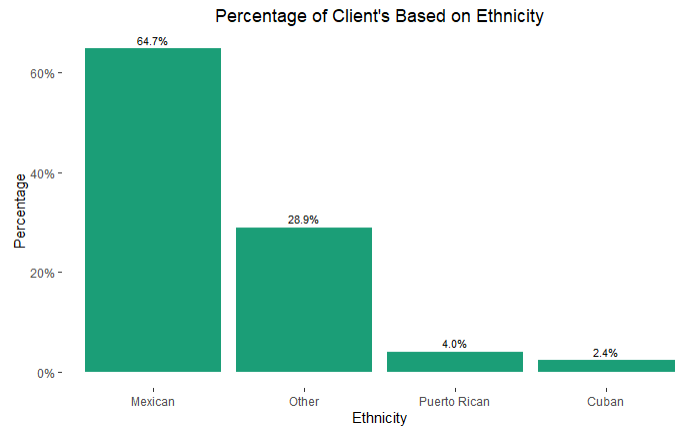 Percentage of Client's Based on Ethnicity
64.7%
60%
40%
28.9%
20%
4.0%
2.4%
0%
Percentage
Mexican Other Puerto Rican Cuban
Ethnicity